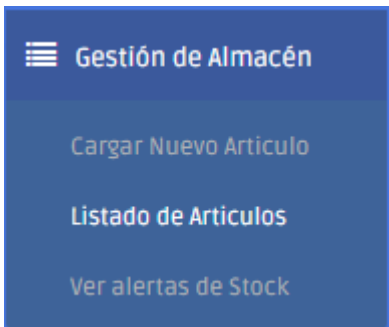 Gestión de Almacén
Cargar Nuevo Articulo
Listado de Articulos
Ver alertas de Stock